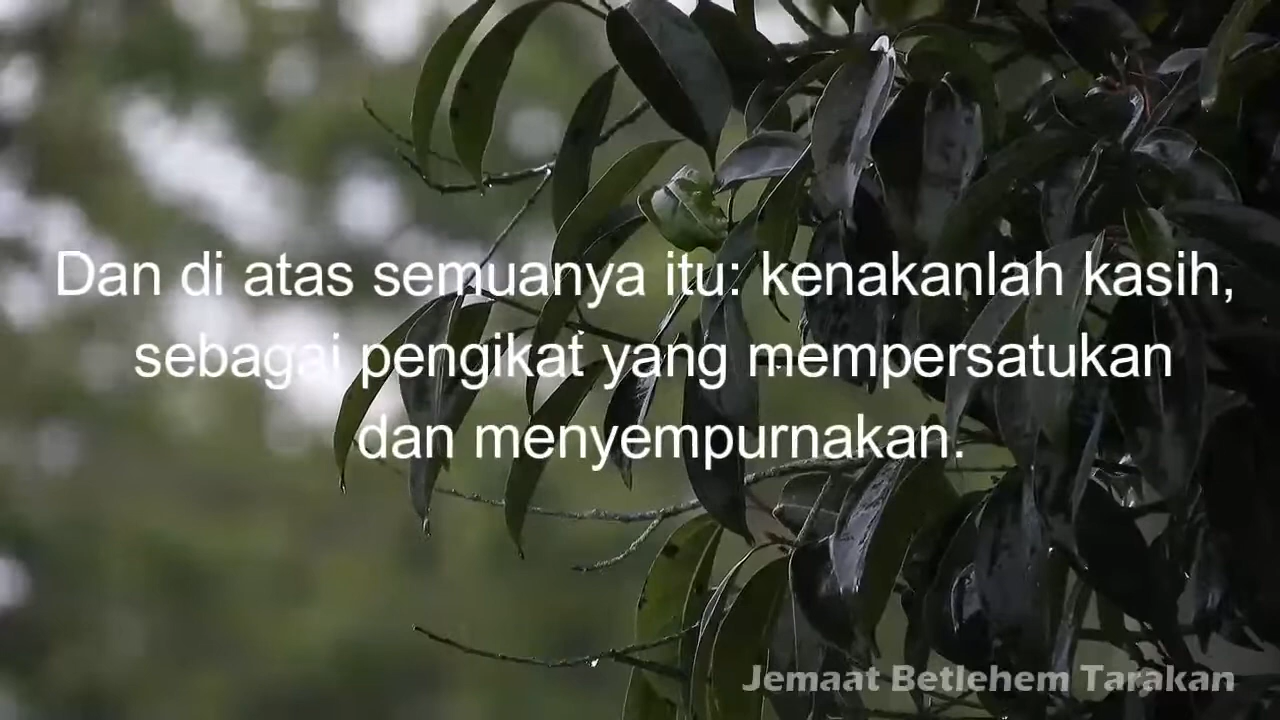 Dan di atas semuanya itu: kenakanlah kasih,
sebagai pengikat yang mempersatukan
dan menyempurnakan.
Jemaat Betlehem Tarakan